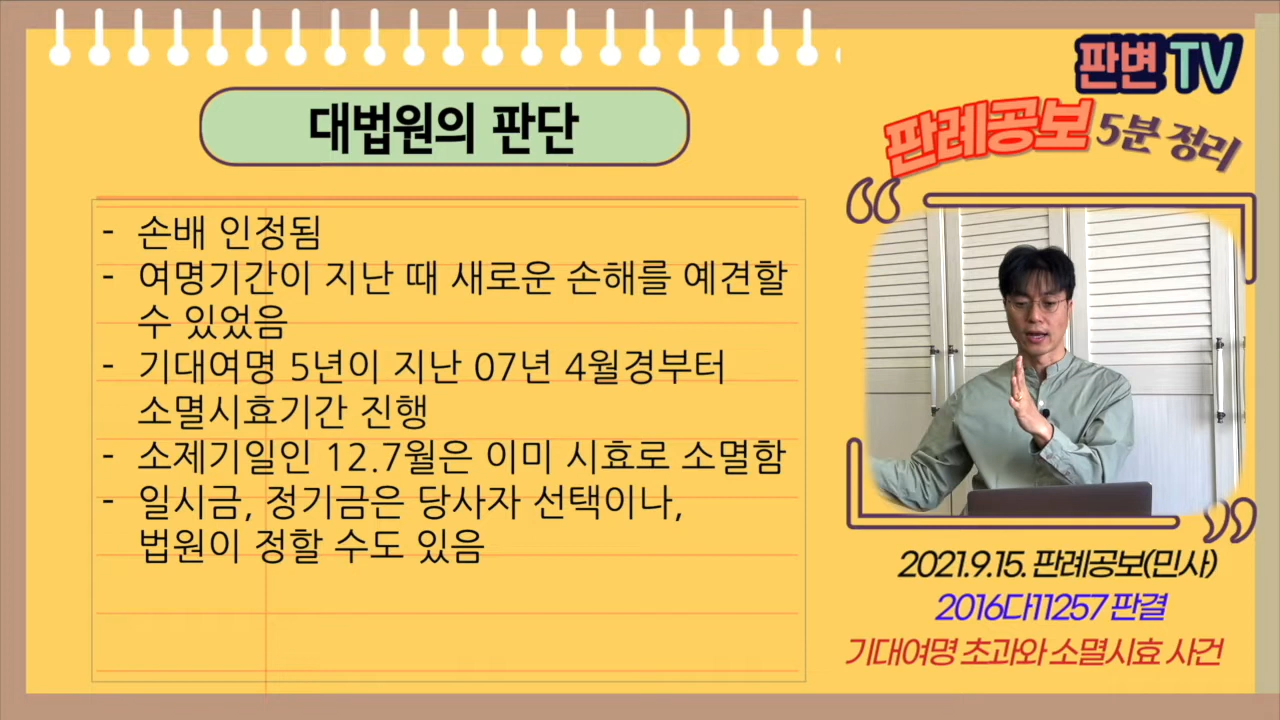 대법원의 판단
- 손배 인정됨
- 여명기간이 지난 때 새로운 손해를 예견할
수 있었음
- 기대여명 5년이 지난 07년 4월경부터
소멸시효기간 진행
- 소제기일인 12.7월은 이미 시효로 소멸함
- 일시금, 정기금은 당사자 선택이나,
법원이 정할 수도 있음
판변 TV
판례공보 5분 정리
2021.9.15. 판례공보(민사)
2016다11257 판결
기대여명 초과와 소멸시효 사건